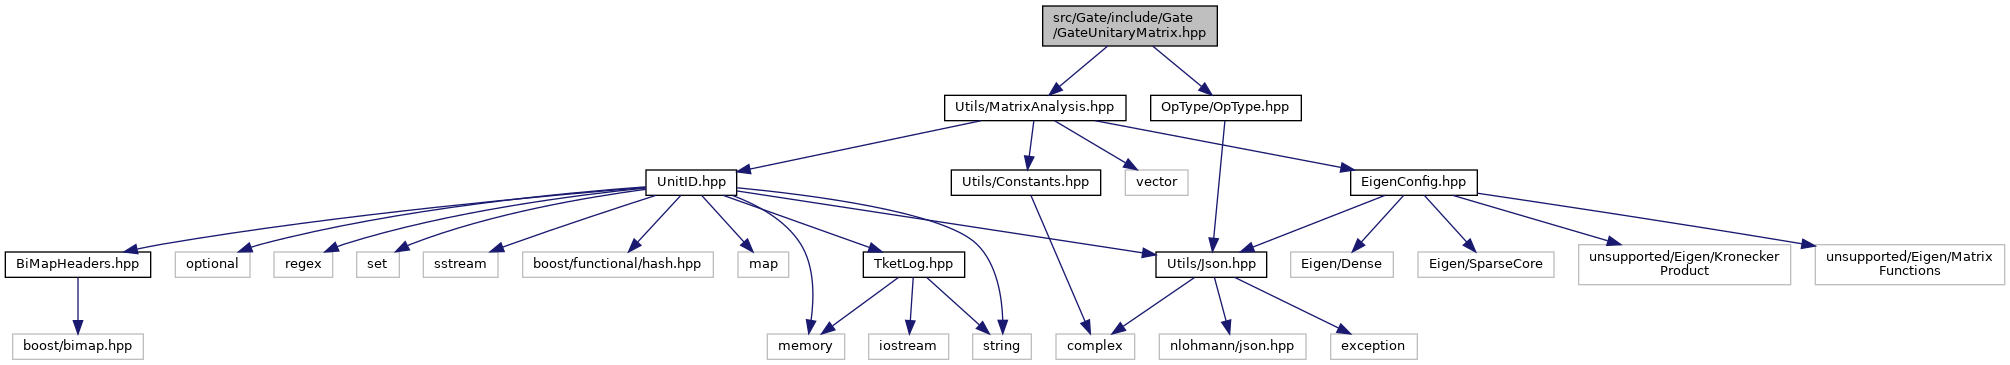 src/Gate/include/Gate
/GateUnitaryMatrix.hpp
Utils/MatrixAnalysis.hpp
OpType/OpType.hpp
UnitID.hpp
Utils/Constants.hpp
vector
EigenConfig.hpp
BiMapHeaders.hpp
optional
regex
set
sstream
boost/functional/hash.hpp
map
TketLog.hpp
Utils/Json.hpp
Eigen/Dense
Eigen/SparseCore
unsupported/Eigen/Kronecker
Product
unsupported/Eigen/Matrix
Functions
boost/bimap.hpp
memory
iostream
string
complex
nlohmann/json.hpp
exception